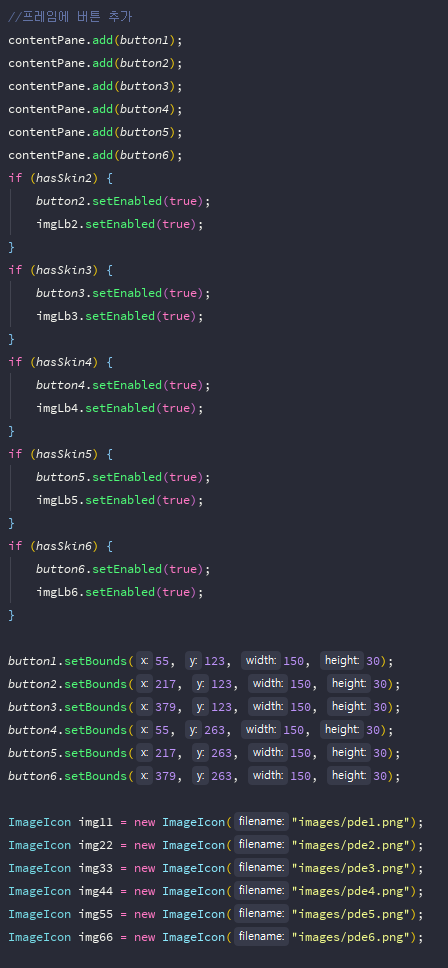 //프레임에 버튼 추가
contentPane.add(button1);
contentPane.add(button2);
contentPane.add(button3);
contentPane.add(button4);
contentPane.add(button5);
contentPane.add(button6);
if (hasSkin2) {
    button2.setEnabled(true);
    imgLb2.setEnabled(true);
}
if (hasSkin3) {
    button3.setEnabled(true);
    imgLb3.setEnabled(true);
}
if (hasSkin4) {
    button4.setEnabled(true);
    imgLb4.setEnabled(true);
}
if (hasSkin5) {
    button5.setEnabled(true);
    imgLb5.setEnabled(true);
}
if (hasSkin6) {
    button6.setEnabled(true);
    imgLb6.setEnabled(true);
}
button1.setBounds( x: 55, y: 123, width: 150, height: 30);
button2.setBounds( x: 217, y: 123, width: 150, height: 30);
button3.setBounds( x: 379, y: 123, width: 150, height: 30);
button4.setBounds( x: 55, y: 263, width: 150, height: 30);
button5.setBounds( x: 217, y: 263, width: 150, height: 30);
button6.setBounds( x: 379, y: 263, width: 150, height: 30);
ImageIcon img11 = new ImageIcon( filename: "images/pde1.png");
ImageIcon img22 = new ImageIcon( filename: "images/pde2.png");
ImageIcon img33 = new ImageIcon( filename: "images/pde3.png");
ImageIcon img44 = new ImageIcon( filename: "images/pde4.png");
ImageIcon img55 = new ImageIcon( filename: "images/pde5.png");
ImageIcon img66 = new ImageIcon( filename: "images/pde6.png");